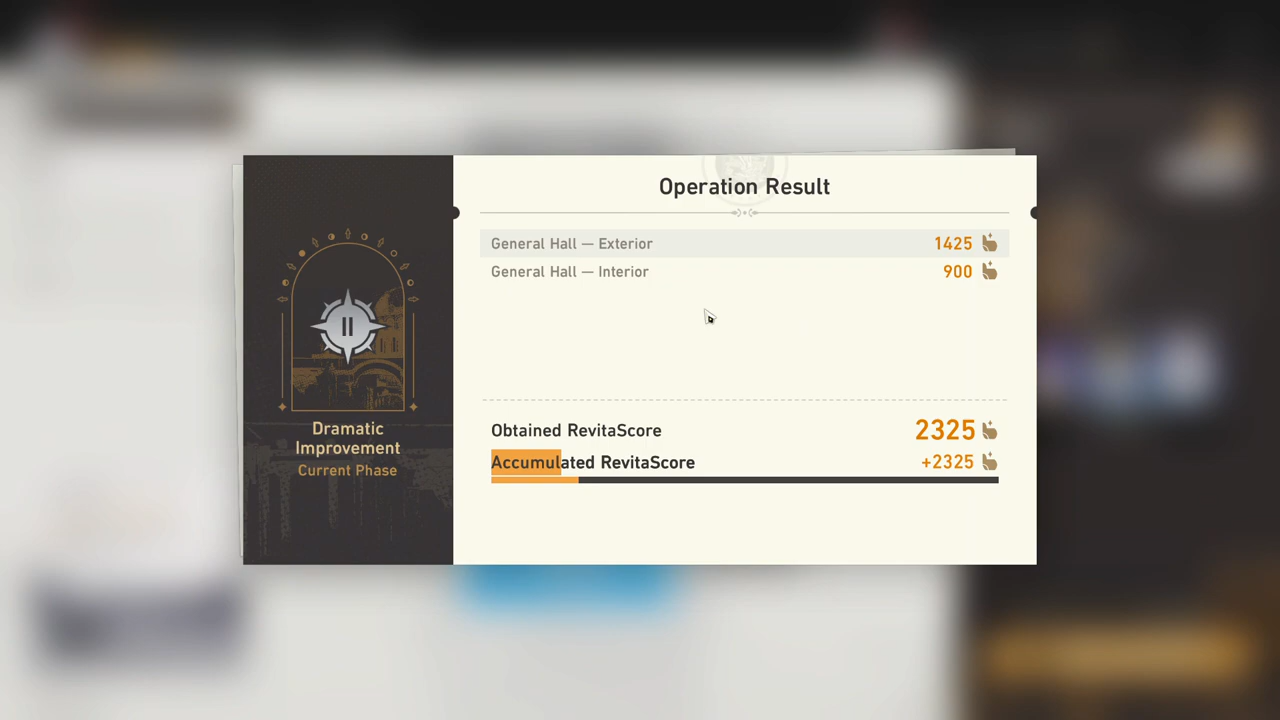 Operation Result
General Hall — Exterior 1425
General Hall — Interior 900
Obtained RevitaScore 2325
Accumulated RevitaScore +2325
II
Dramatic
Improvement
Current Phase